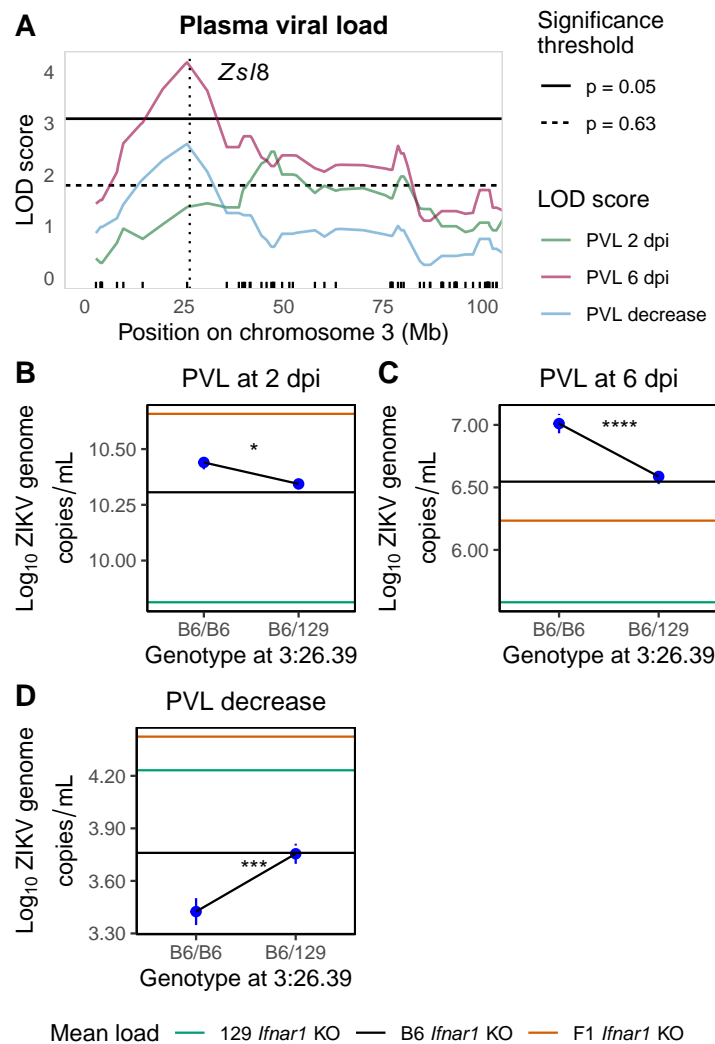 A
Plasma viral load
Zsl8
LOD score
4
3
2
1
0
0
25
50
75
100
Position on chromosome 3 (Mb)
Significance
threshold
p = 0.05
p = 0.63
LOD score
PVL 2 dpi
PVL 6 dpi
PVL decrease
B
PVL at 2 dpi
Log10 ZIKV genome
copies/mL
10.50
10.25
10.00
*
B6/B6
B6/129
Genotype at 3:26.39
C
PVL at 6 dpi
Log10 ZIKV genome
copies/mL
7.00
6.50
6.00
****
B6/B6
B6/129
Genotype at 3:26.39
D
PVL decrease
Log10 ZIKV genome
copies/mL
4.20
3.90
3.60
3.30
***
B6/B6
B6/129
Genotype at 3:26.39
Mean load 129 Ifnar1 KO B6 Ifnar1 KO F1 Ifnar1 KO